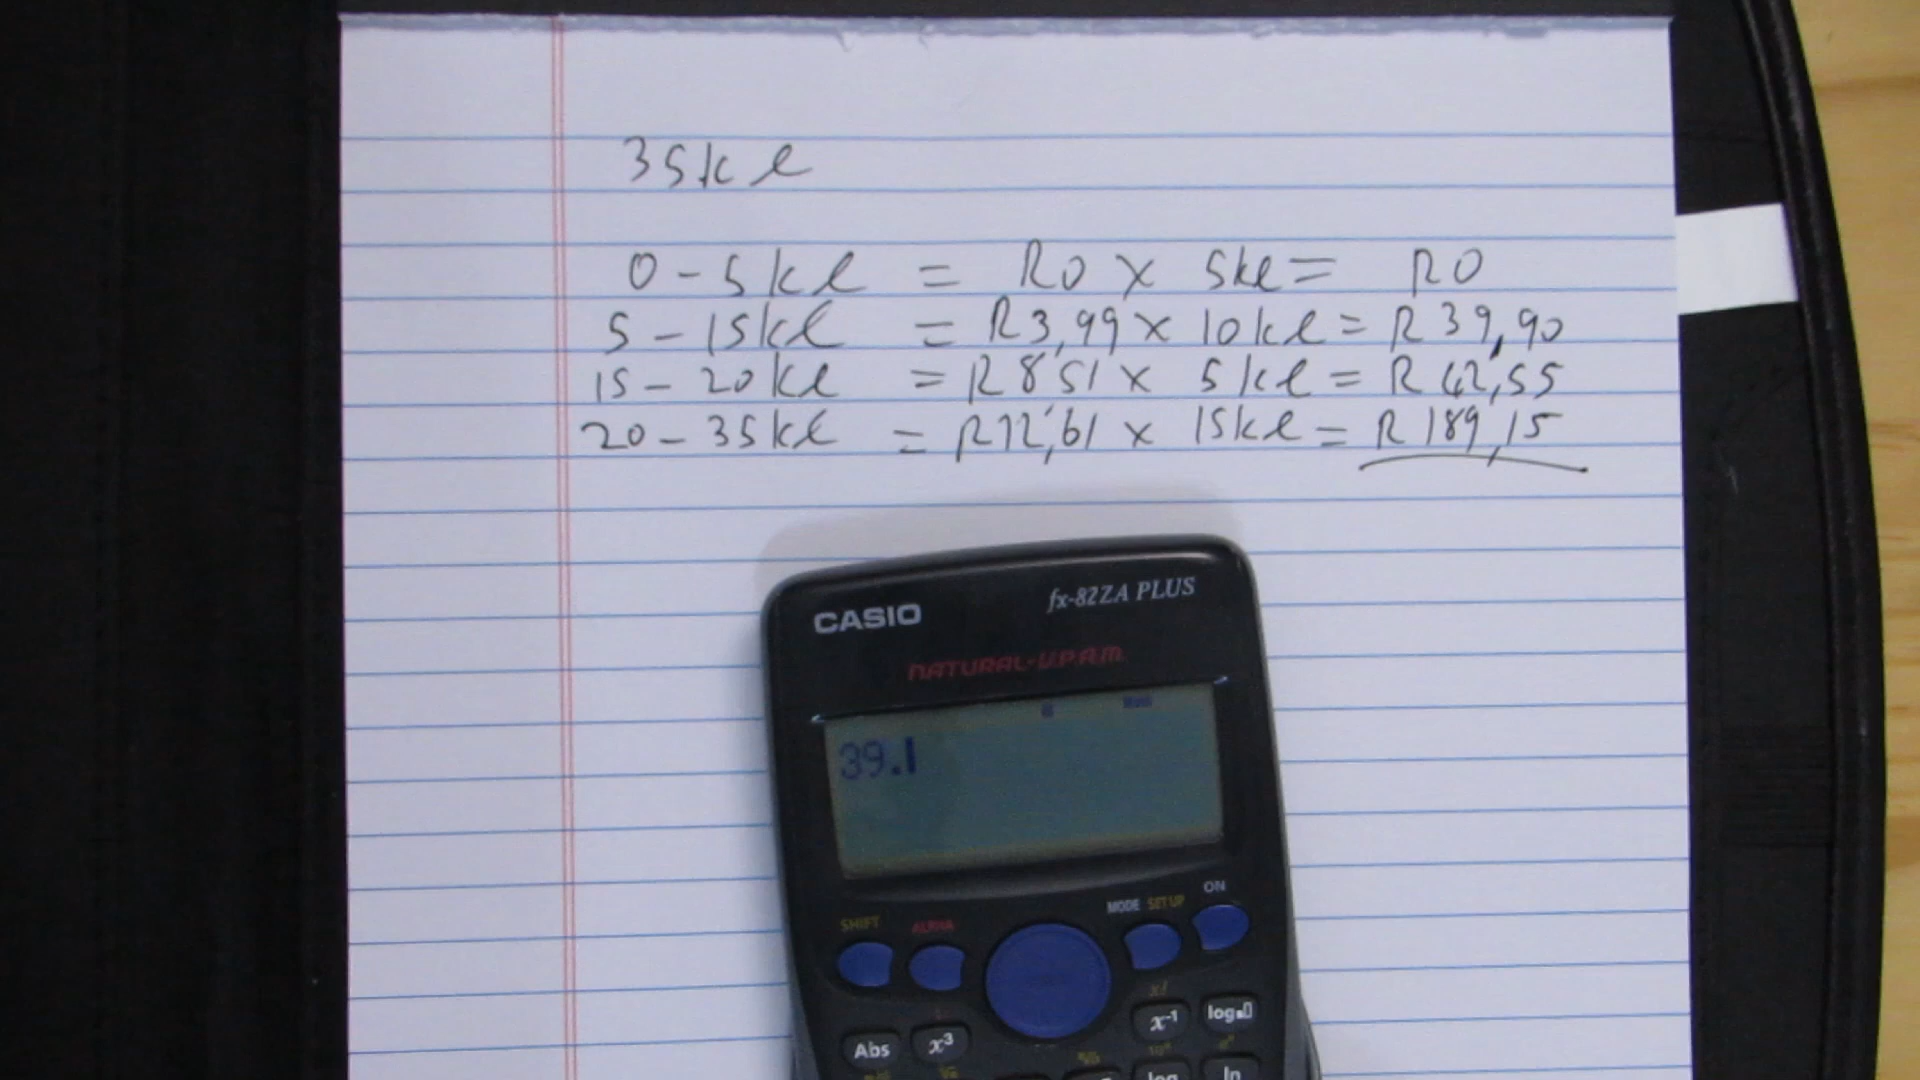 35kl
0 - 5kl = R0 x 5kl = R0
5 - 15kl = R3,99 x 10kl = R39,90
15 - 20kl = R8,51 x 5kl = R42,55
20 - 35kl = R12,61 x 15kl = R189,15
CASIO fx-82ZA PLUS
NATURAL-V.P.A.M.
Math
39.
ON
MODE SETUP
SHIFT ALPHA
x!
Abs x³ x⁻¹ log
log ln